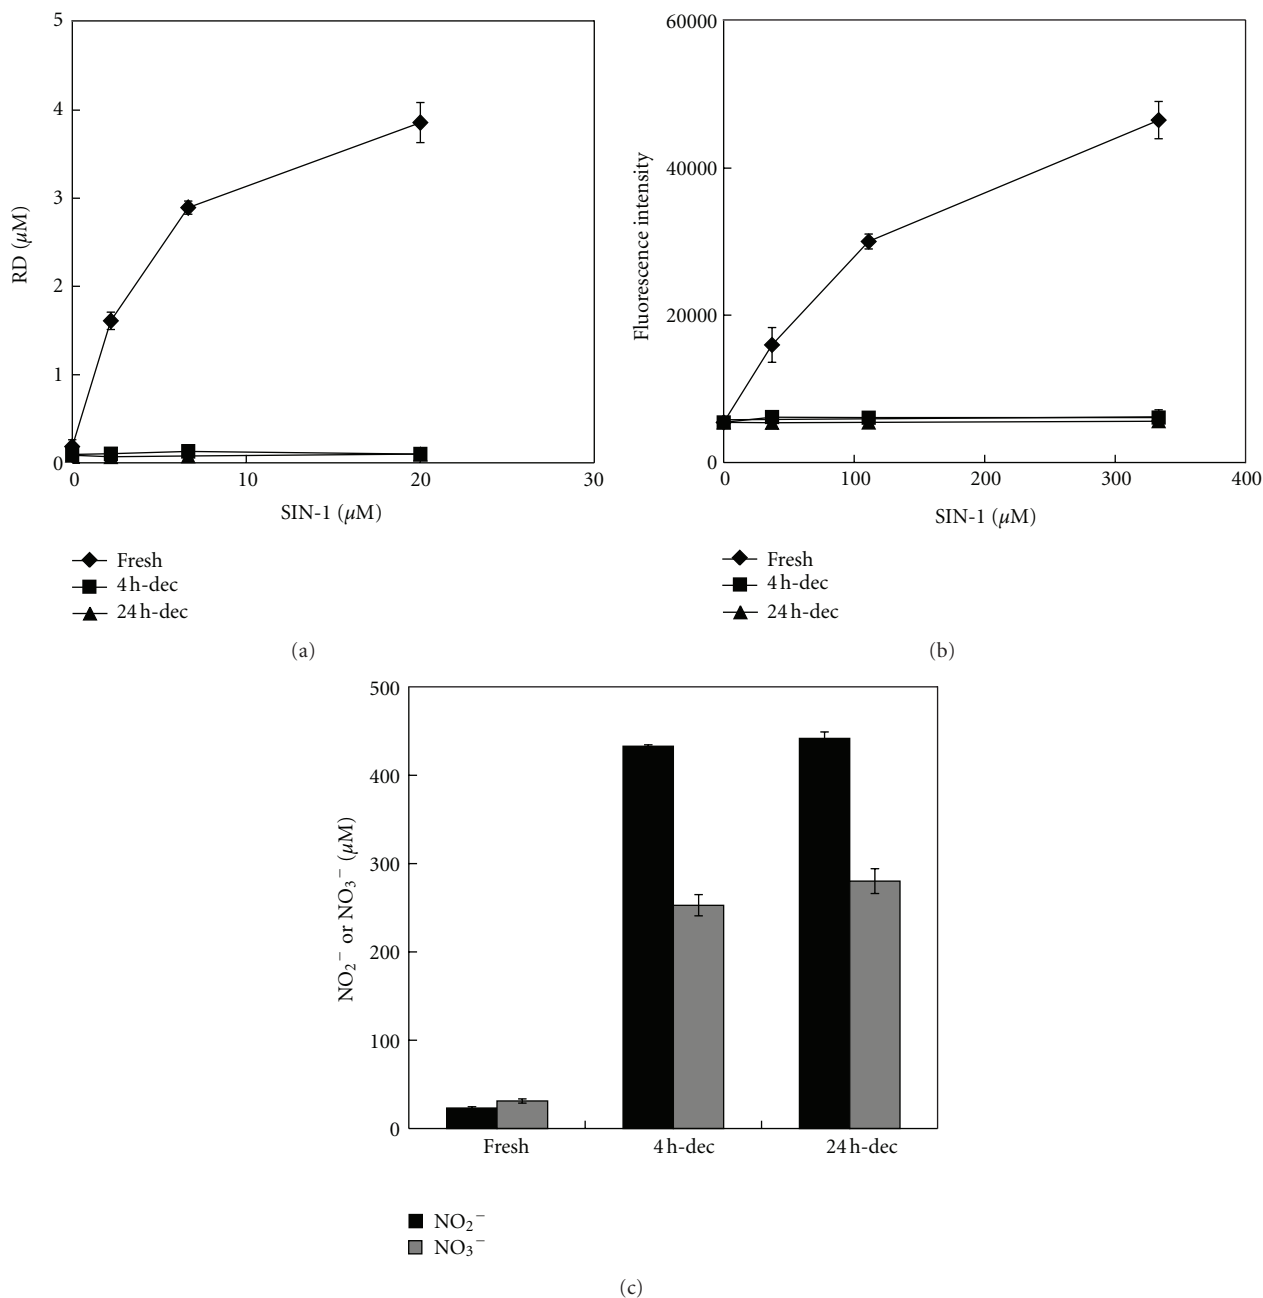 5
4
3
2
1
0
RD (μM)
0 10 20 30
SIN-1 (μM)
Fresh
4 h-dec
24 h-dec
(a)
60000
40000
20000
0
Fluorescence intensity
0 100 200 300 400
SIN-1 (μM)
Fresh
4 h-dec
24 h-dec
(b)
500
400
300
200
100
0
NO₂⁻ or NO₃⁻ (μM)
Fresh 4 h-dec 24 h-dec
NO₂⁻
NO₃⁻
(c)